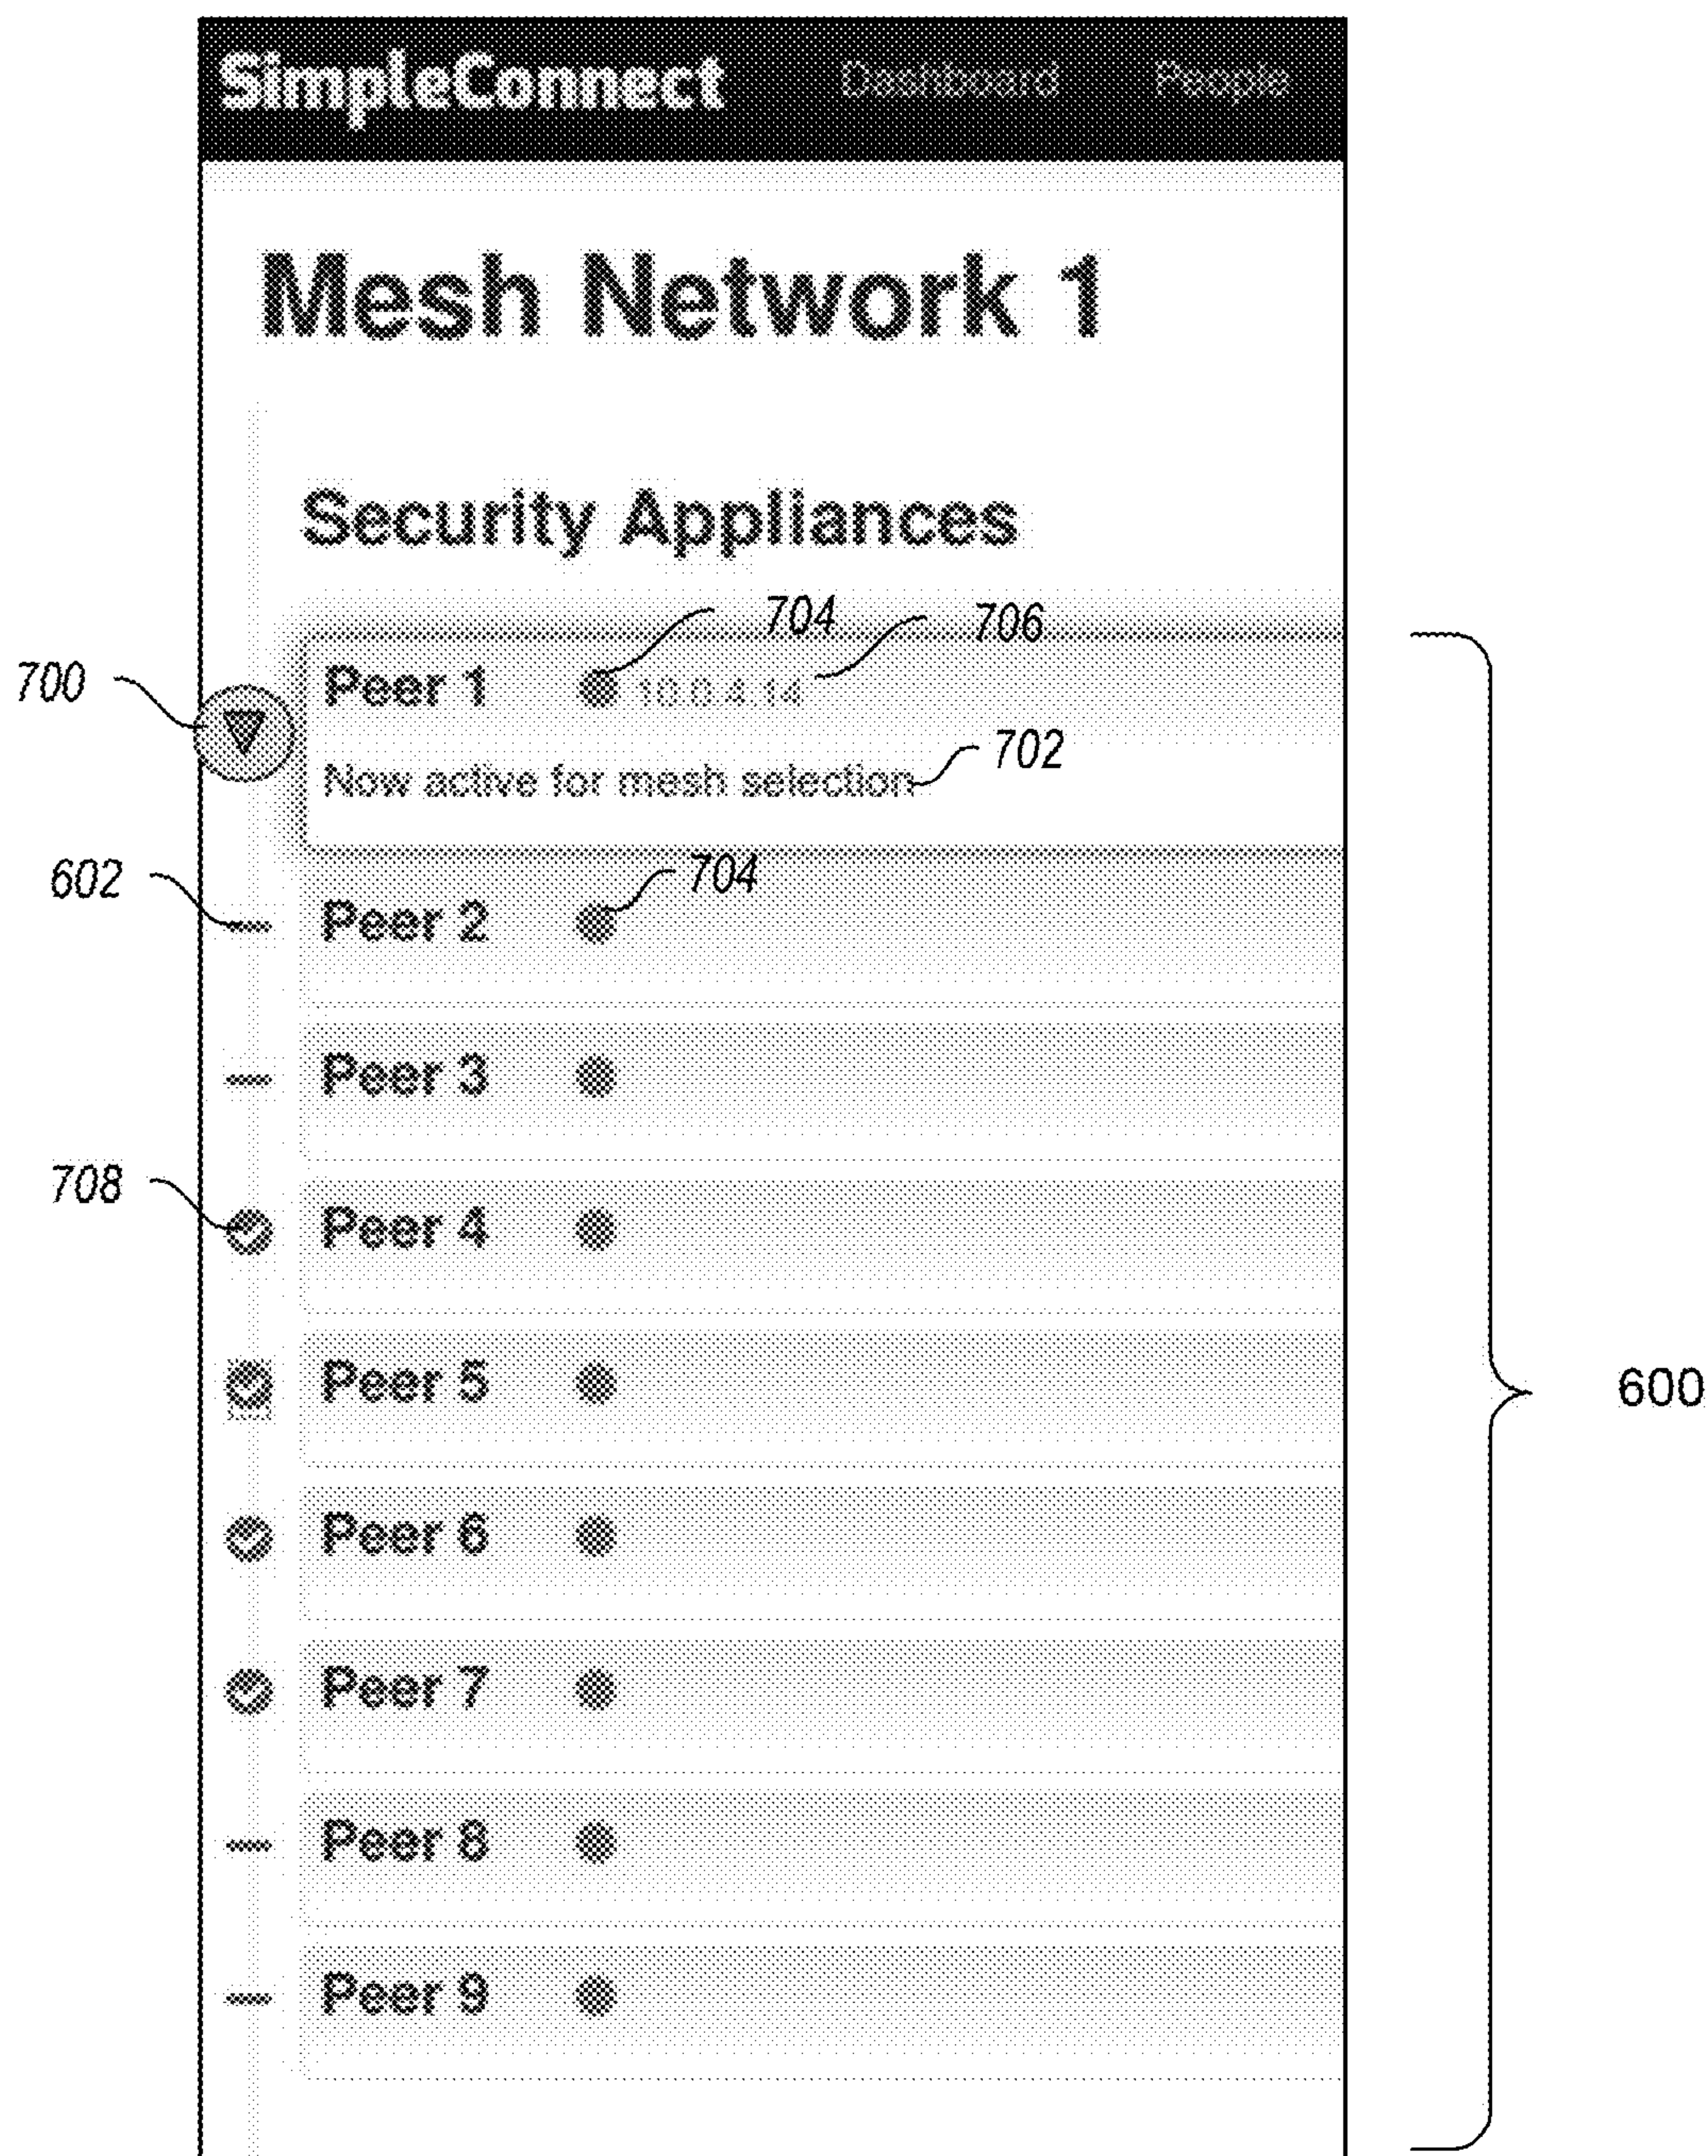 SimpleConnect Dashboard People
Mesh Network 1
Security Appliances
704 706
700 Peer 1 10.0.4.14
702
Now active for mesh selection
602 704
Peer 2
Peer 3
708
Peer 4
Peer 5
600
Peer 6
Peer 7
Peer 8
Peer 9